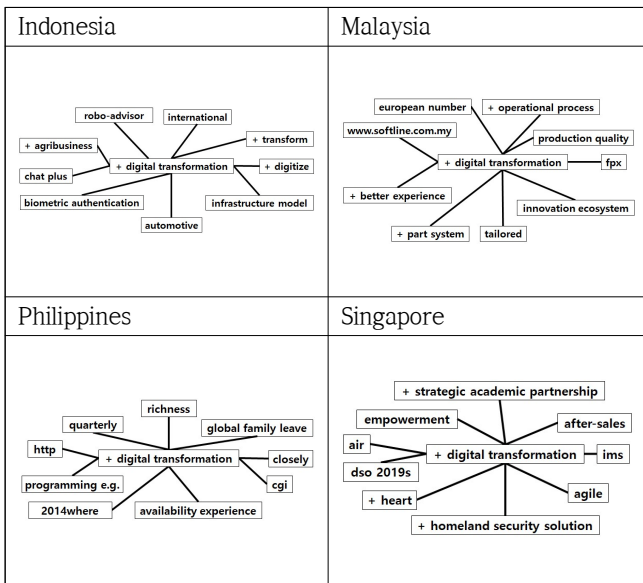 Indonesia
Malaysia
robo-advisor
international
+ agribusiness
+ transform
chat plus
+ digital transformation
+ digitize
biometric authentication
infrastructure model
automotive
european number
+ operational process
www.softline.com.my
production quality
+ digital transformation
fpx
+ better experience
innovation ecosystem
+ part system
tailored
Philippines
Singapore
richness
quarterly
global family leave
http
+ digital transformation
closely
programming e.g.
cgi
2014where
availability experience
+ strategic academic partnership
empowerment
after-sales
air
+ digital transformation
ims
dso 2019s
+ heart
agile
+ homeland security solution